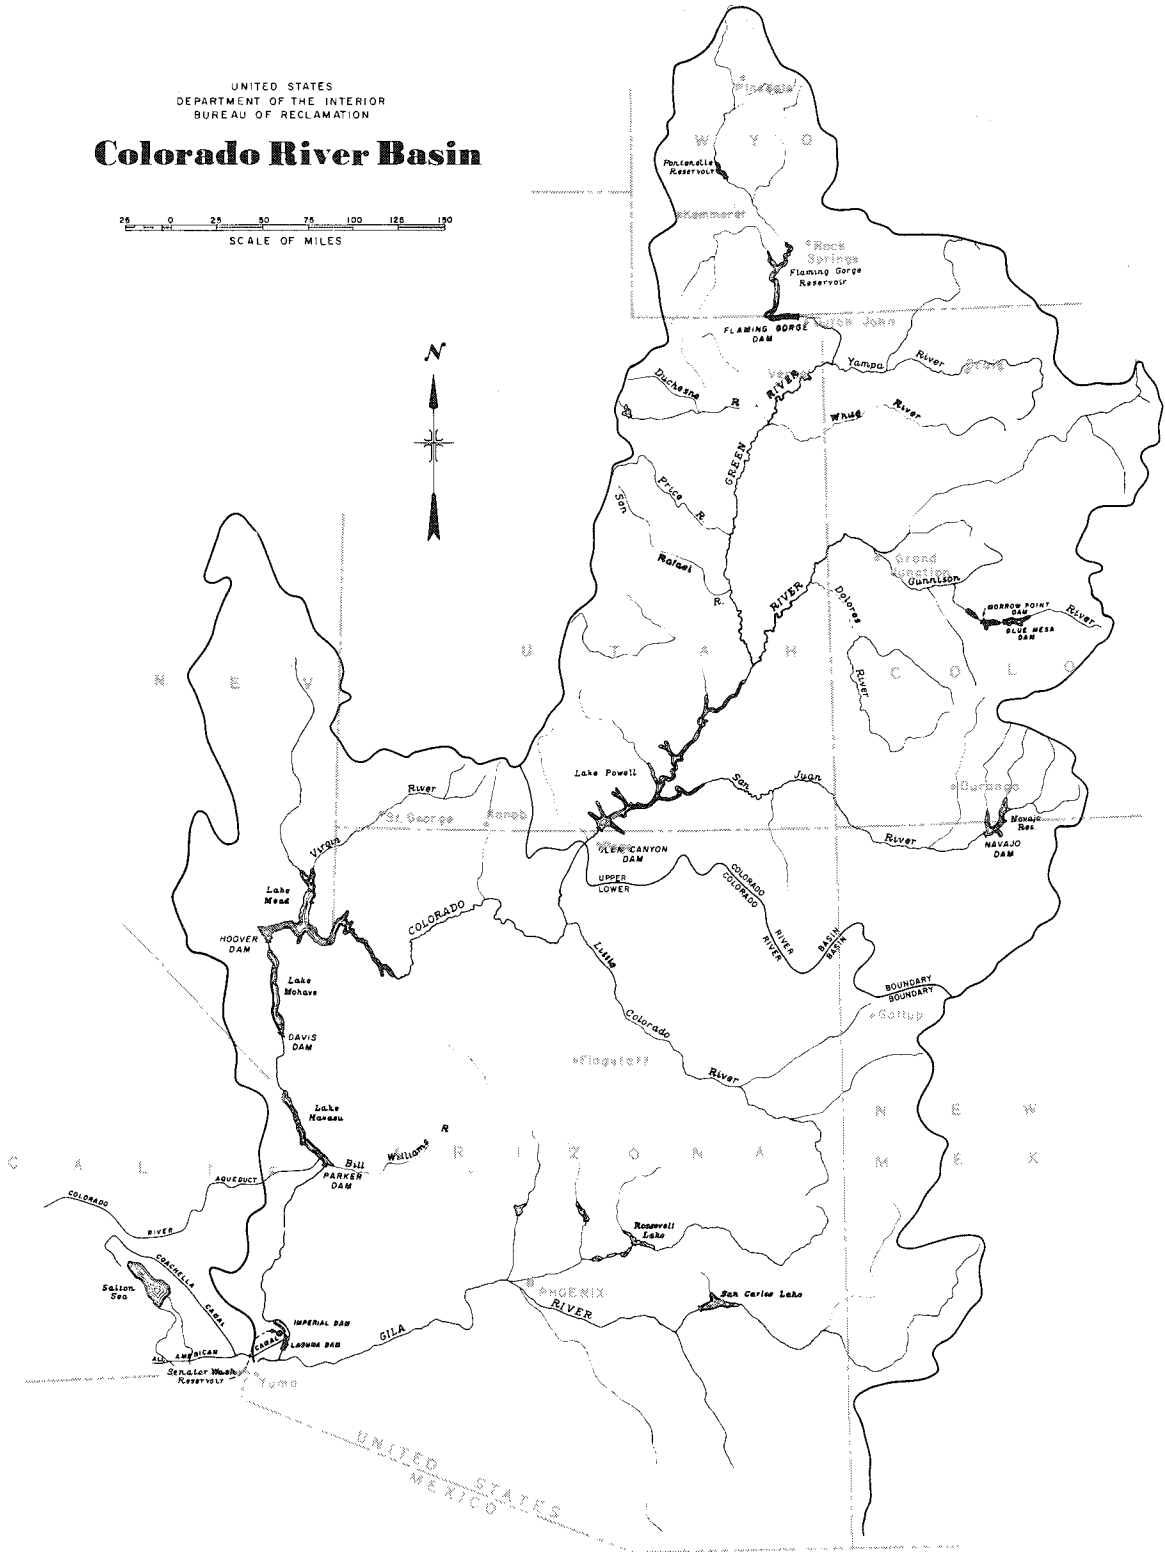 UNITED STATES
DEPARTMENT OF THE INTERIOR
BUREAU OF RECLAMATION
Colorado River Basin
25 0 25 50 75 100 125 150
SCALE OF MILES
N
Pinedale
W Y O
Fontenelle
Reservoir
Kemmerer
Rock
Springs
Flaming Gorge
Reservoir
FLAMING GORGE
DAM
Dutch John
Yampa River
Craig
Duchesne R
GREEN RIVER
White River
Price R.
San Rafael R.
Grand
Junction
Gunnison River
MORROW POINT
DAM
BLUE MESA
DAM
RIVER
Dolores River
U T A H
C O L O
N E V
Lake Powell
San Juan River
Durango
Navajo
Res.
NAVAJO
DAM
Virgin River
St. George
Kanab
GLEN CANYON
DAM
UPPER
LOWER
COLORADO
COLORADO
RIVER
RIVER
BASIN
BASIN
BOUNDARY
BOUNDARY
Lake
Mead
HOOVER
DAM
COLORADO
Lake
Mohave
DAVIS
DAM
Little Colorado River
Gallup
Flagstaff
Lake
Havasu
Bill Williams R
PARKER
DAM
A R I Z O N A
N E W
M E X
C A L I F
COLORADO RIVER AQUEDUCT
COACHELLA CANAL
Salton
Sea
Roosevelt
Lake
San Carlos Lake
PHOENIX
GILA RIVER
IMPERIAL DAM
LAGUNA DAM
ALL AMERICAN CANAL
Senator Wash
Reservoir
Yuma
UNITED STATES
MEXICO